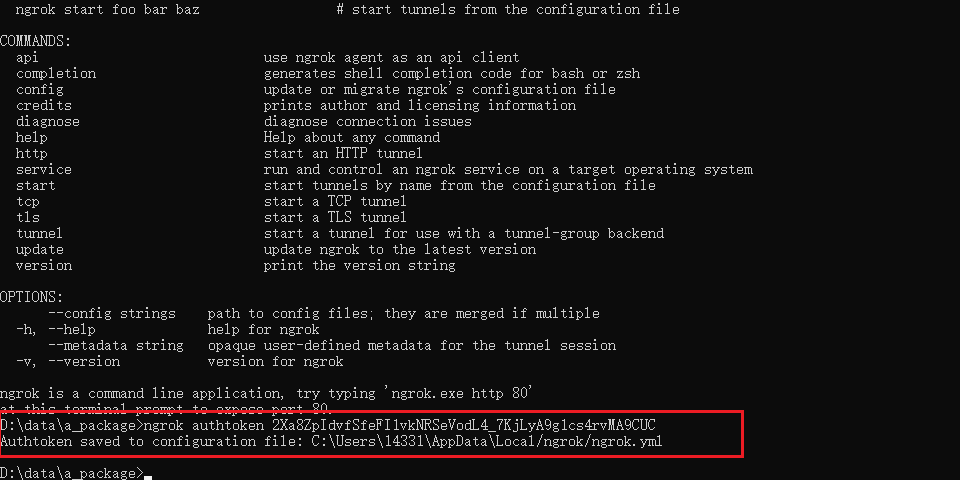 ngrok start foo bar baz # start tunnels from the configuration file
COMMANDS:
api use ngrok agent as an api client
completion generates shell completion code for bash or zsh
config update or migrate ngrok's configuration file
credits prints author and licensing information
diagnose diagnose connection issues
help Help about any command
http start an HTTP tunnel
service run and control an ngrok service on a target operating system
start start tunnels by name from the configuration file
tcp start a TCP tunnel
tls start a TLS tunnel
tunnel start a tunnel for use with a tunnel-group backend
update update ngrok to the latest version
version print the version string
OPTIONS:
--config strings path to config files; they are merged if multiple
-h, --help help for ngrok
--metadata string opaque user-defined metadata for the tunnel session
-v, --version version for ngrok
ngrok is a command line application, try typing 'ngrok.exe http 80'
at this terminal prompt to expose port 80.
D:\data\a_package>ngrok authtoken 2Xa8ZpIdvfSfeFI1vkNRSeVodL4_7KjLyA9g1cs4rvMA9CUC
Authtoken saved to configuration file: C:\Users\14331\AppData\Local/ngrok/ngrok.yml
D:\data\a_package>